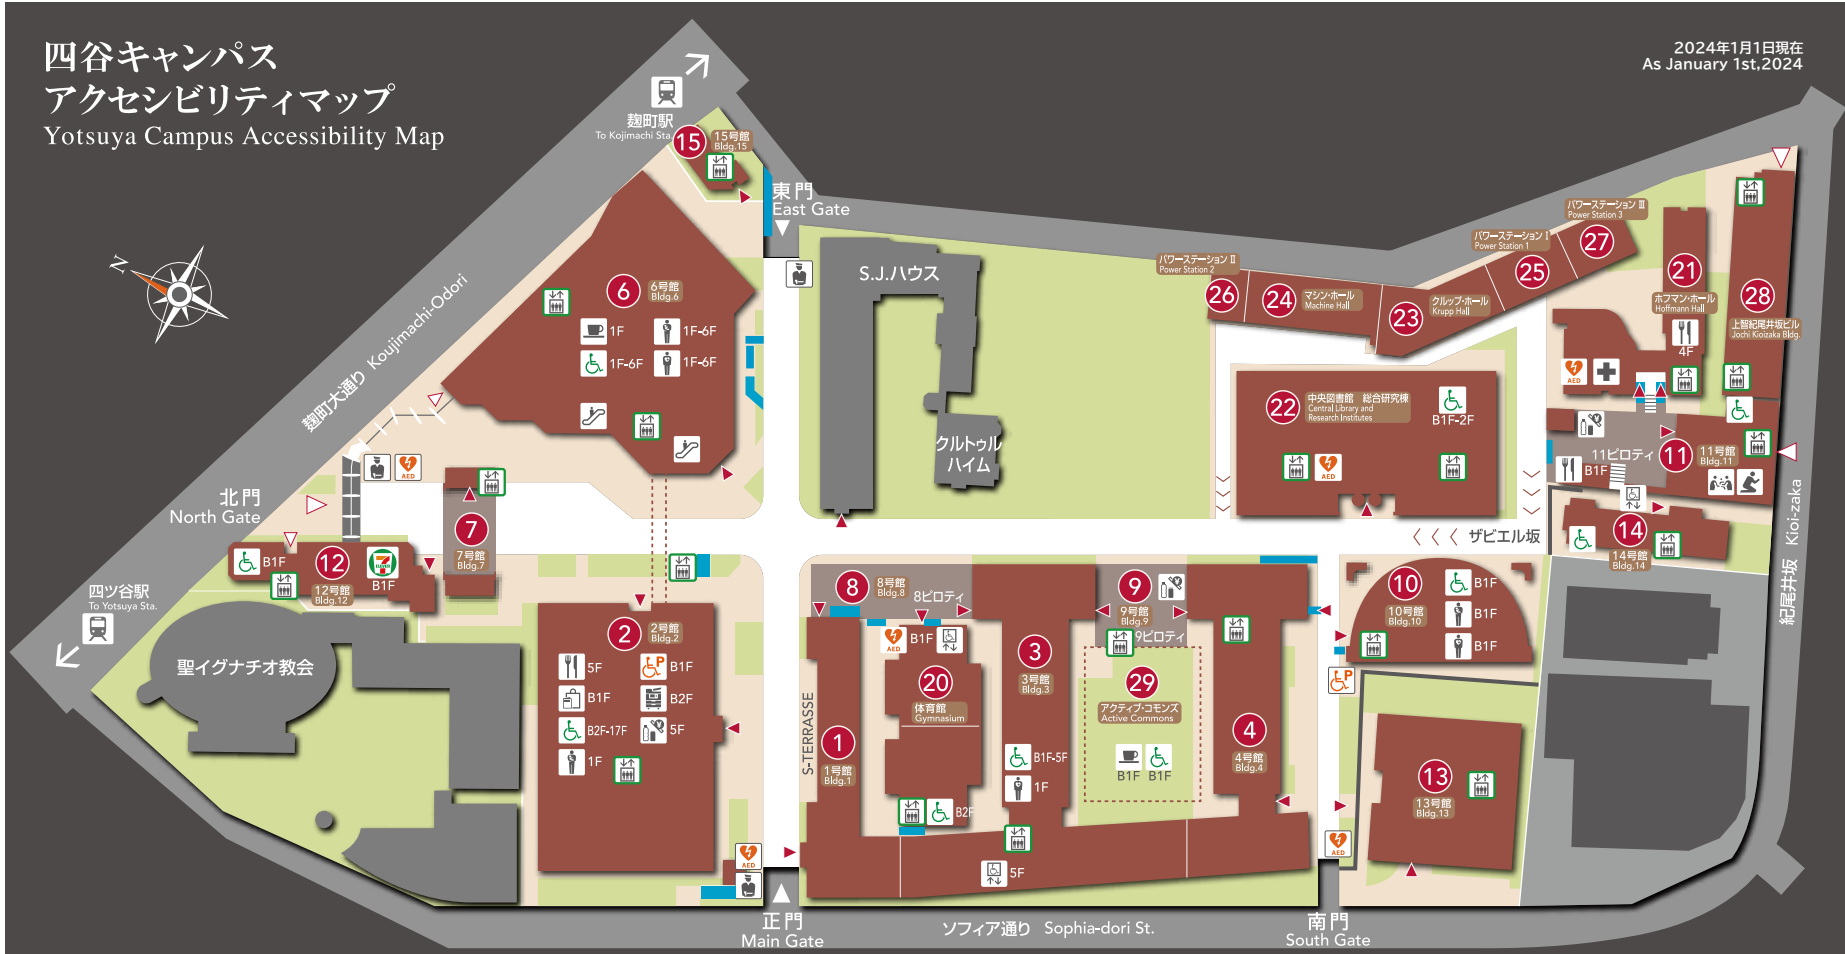 四谷キャンパス
アクセシビリティマップ
Yotsuya Campus Accessibility Map
2024年1月1日現在
As January 1st,2024
麹町駅
To Kojimachi Sta.
15
15号館
Bldg.15
東門
East Gate
N
麹町大通り Koujimachi-Odori
6
6号館
Bldg.6
1F
1F-6F
1F-6F
1F-6F
S.J.ハウス
クルトゥル
ハイム
パワーステーション Ⅱ
Power Station 2
26
24
マシン・ホール
Machine Hall
23
クルップ・ホール
Krupp Hall
パワーステーション Ⅰ
Power Station 1
25
パワーステーション Ⅲ
Power Station 3
27
21
ホフマン・ホール
Hoffmann Hall
4F
28
上智紀尾井坂ビル
Jochi Kioizaka Bldg.
AED
22
中央図書館 総合研究棟
Central Library and
Research Institutes
B1F-2F
AED
11ピロティ
B1F
11
11号館
Bldg.11
14
14号館
Bldg.14
ザビエル坂
紀尾井坂 Kioi-zaka
AED
北門
North Gate
7
7号館
Bldg.7
12
12号館
Bldg.12
B1F
7
ELEVEN
B1F
四ツ谷駅
To Yotsuya Sta.
聖イグナチオ教会
2
2号館
Bldg.2
5F
B1F
B1F
B2F
B2F-17F
5F
1F
P
AED
8
8号館
Bldg.8
8ピロティ
9
9号館
Bldg.9
9ピロティ
AED
B1F
20
体育館
Gymnasium
B2F
S-TERRASSE
1
1号館
Bldg.1
3
3号館
Bldg.3
B1F-5F
1F
5F
29
アクティブ・コモンズ
Active Commons
B1F
B1F
4
4号館
Bldg.4
10
10号館
Bldg.10
B1F
B1F
B1F
P
13
13号館
Bldg.13
AED
正門
Main Gate
ソフィア通り Sophia-dori St.
南門
South Gate